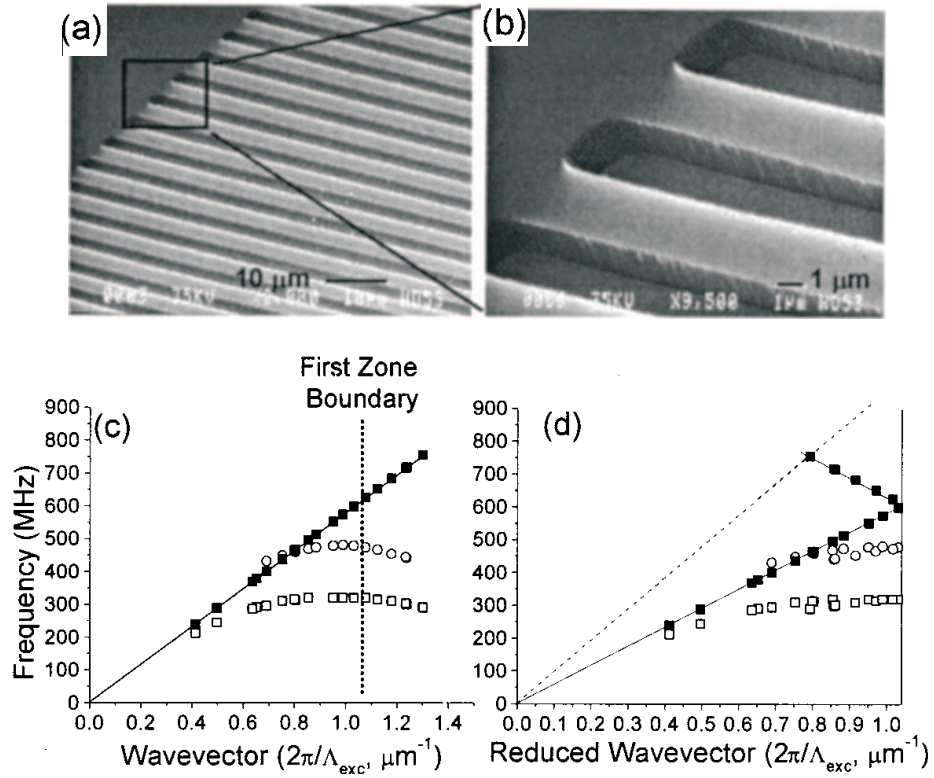 (a)
10 μm
(b)
1 μm
X9,500
First Zone
Boundary
(c)
Frequency (MHz)
900
800
700
600
500
400
300
200
100
0
0.0 0.2 0.4 0.6 0.8 1.0 1.2 1.4
Wavevector (2π/Λexc, μm⁻¹)
(d)
900
800
700
600
500
400
300
200
100
0
0.0 0.1 0.2 0.3 0.4 0.5 0.6 0.7 0.8 0.9 1.0
Reduced Wavevector (2π/Λexc, μm⁻¹)